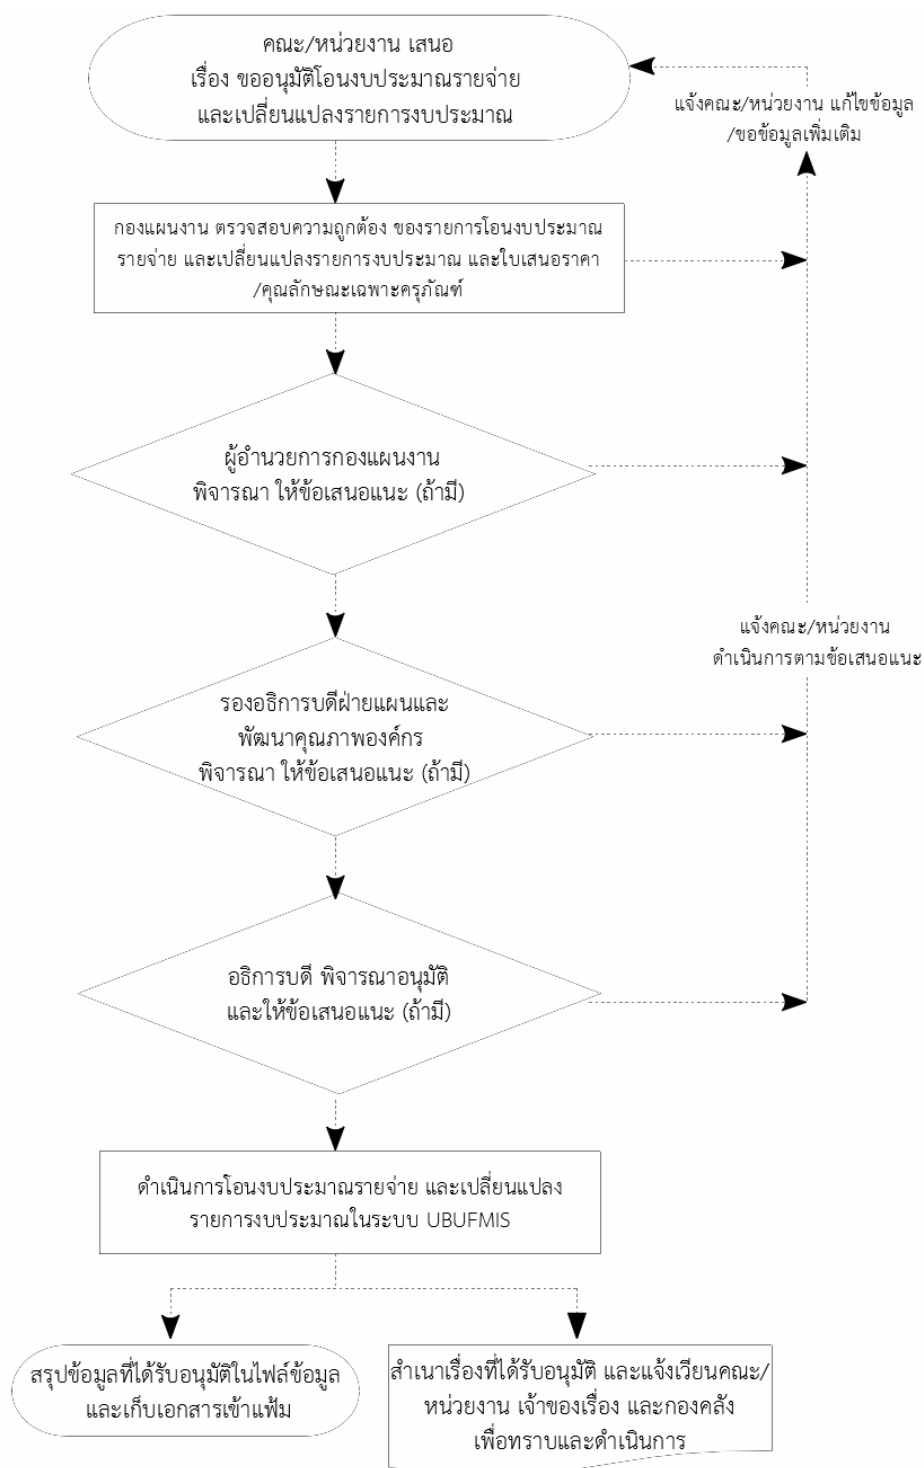 คณะ/หน่วยงาน เสนอ
เรื่อง ขออนุมัติโอนงบประมาณรายจ่าย
และเปลี่ยนแปลงรายการงบประมาณ
แจ้งคณะ/หน่วยงาน แก้ไขข้อมูล
/ขอข้อมูลเพิ่มเติม
กองแผนงาน ตรวจสอบความถูกต้อง ของรายการโอนงบประมาณ
รายจ่าย และเปลี่ยนแปลงรายการงบประมาณ และใบเสนอราคา
/คุณลักษณะเฉพาะครุภัณฑ์
ผู้อำนวยการกองแผนงาน
พิจารณา ให้ข้อเสนอแนะ (ถ้ามี)
แจ้งคณะ/หน่วยงาน
ดำเนินการตามข้อเสนอแนะ
รองอธิการบดีฝ่ายแผนและ
พัฒนาคุณภาพองค์กร
พิจารณา ให้ข้อเสนอแนะ (ถ้ามี)
อธิการบดี พิจารณาอนุมัติ
และให้ข้อเสนอแนะ (ถ้ามี)
ดำเนินการโอนงบประมาณรายจ่าย และเปลี่ยนแปลง
รายการงบประมาณในระบบ UBUFMIS
สรุปข้อมูลที่ได้รับอนุมัติในไฟล์ข้อมูล
และเก็บเอกสารเข้าแฟ้ม
สำเนาเรื่องที่ได้รับอนุมัติ และแจ้งเวียนคณะ/
หน่วยงาน เจ้าของเรื่อง และกองคลัง
เพื่อทราบและดำเนินการ